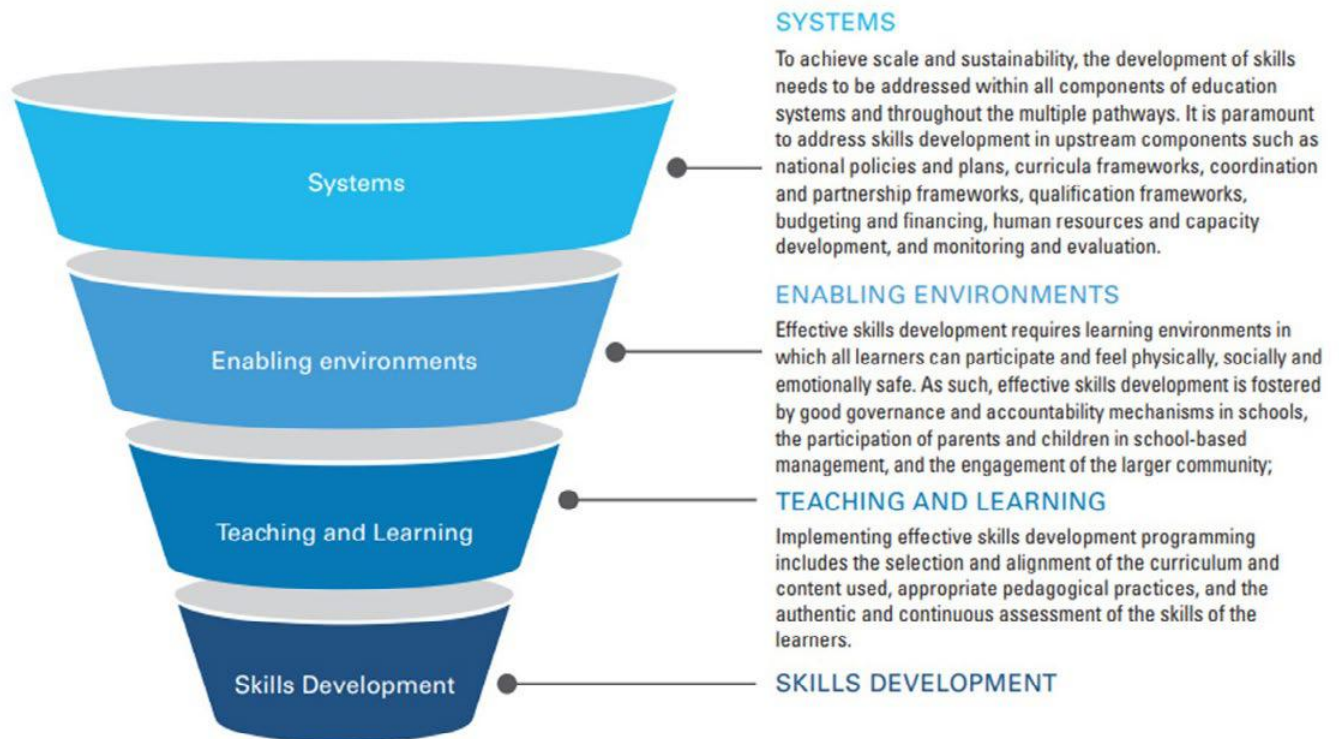 Systems
Enabling environments
Teaching and Learning
Skills Development
SYSTEMS
To achieve scale and sustainability, the development of skills
needs to be addressed within all components of education
systems and throughout the multiple pathways. It is paramount
to address skills development in upstream components such as
national policies and plans, curricula frameworks, coordination
and partnership frameworks, qualification frameworks,
budgeting and financing, human resources and capacity
development, and monitoring and evaluation.
ENABLING ENVIRONMENTS
Effective skills development requires learning environments in
which all learners can participate and feel physically, socially and
emotionally safe. As such, effective skills development is fostered
by good governance and accountability mechanisms in schools,
the participation of parents and children in school-based
management, and the engagement of the larger community;
TEACHING AND LEARNING
Implementing effective skills development programming
includes the selection and alignment of the curriculum and
content used, appropriate pedagogical practices, and the
authentic and continuous assessment of the skills of the
learners.
SKILLS DEVELOPMENT